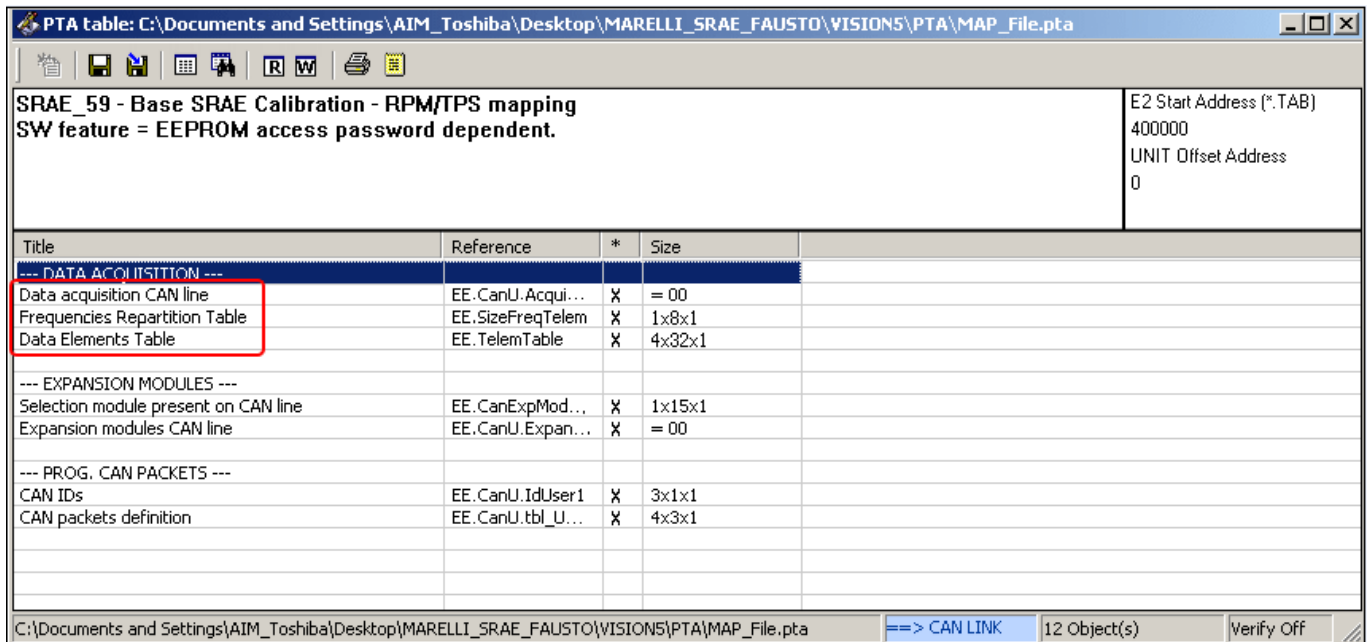 PTA table: C:\Documents and Settings\AIM_Toshiba\Desktop\MARELLI_SRAE_FAUSTO\VISION5\PTA\MAP_File.pta
R W
SRAE_59 - Base SRAE Calibration - RPM/TPS mapping
SW feature = EEPROM access password dependent.
E2 Start Address (*.TAB)
400000
UNIT Offset Address
0
Title Reference * Size
--- DATA ACQUISITION ---
Data acquisition CAN line EE.CanU.Acqui... X = 00
Frequencies Repartition Table EE.SizeFreqTelem X 1x8x1
Data Elements Table EE.TelemTable X 4x32x1
--- EXPANSION MODULES ---
Selection module present on CAN line EE.CanExpMod... X 1x15x1
Expansion modules CAN line EE.CanU.Expan... X = 00
--- PROG. CAN PACKETS ---
CAN IDs EE.CanU.IdUser1 X 3x1x1
CAN packets definition EE.CanU.tbl_U... X 4x3x1
C:\Documents and Settings\AIM_Toshiba\Desktop\MARELLI_SRAE_FAUSTO\VISION5\PTA\MAP_File.pta ==> CAN LINK 12 Object(s) Verify Off